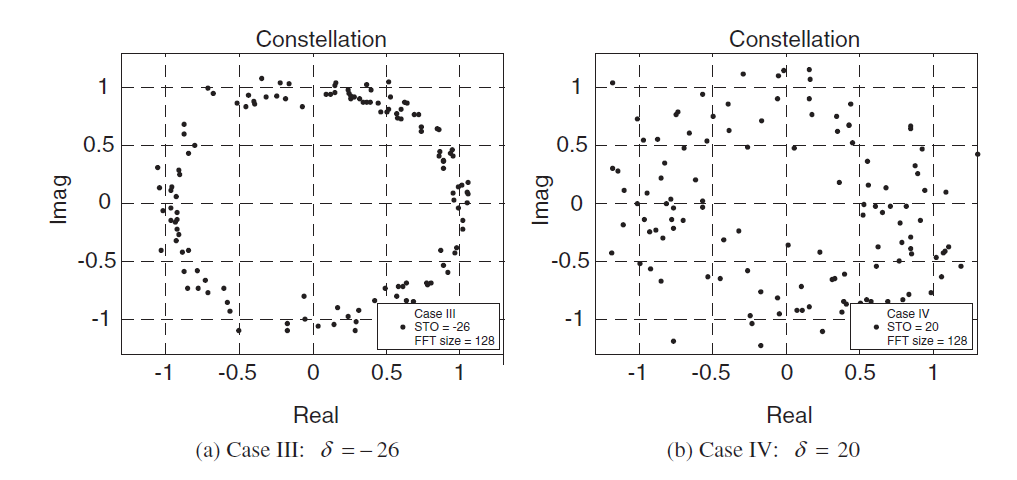 Constellation
1
0.5
0
-0.5
-1
Imag
Case III
STO = -26
FFT size = 128
-1 -0.5 0 0.5 1
Real
(a) Case III: δ = – 26
Constellation
1
0.5
0
-0.5
-1
Imag
Case IV
STO = 20
FFT size = 128
-1 -0.5 0 0.5 1
Real
(b) Case IV: δ = 20